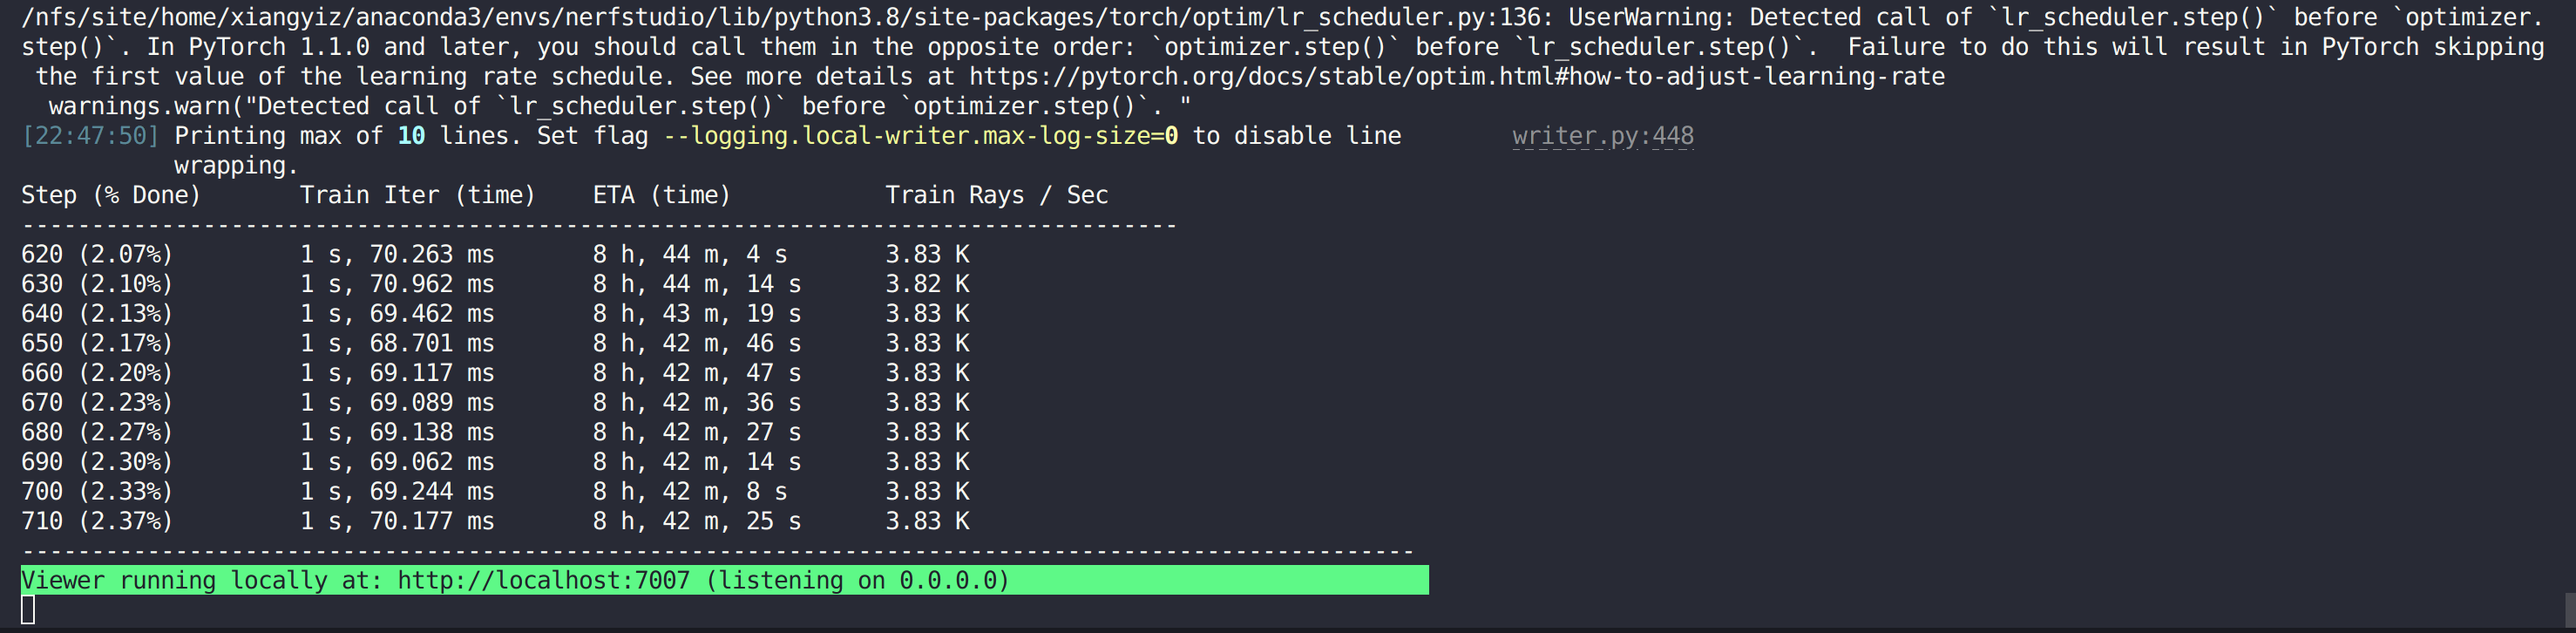 /nfs/site/home/xiangyiz/anaconda3/envs/nerfstudio/lib/python3.8/site-packages/torch/optim/lr_scheduler.py:136: UserWarning: Detected call of `lr_scheduler.step()` before `optimizer.
step()`. In PyTorch 1.1.0 and later, you should call them in the opposite order: `optimizer.step()` before `lr_scheduler.step()`.  Failure to do this will result in PyTorch skipping
 the first value of the learning rate schedule. See more details at https://pytorch.org/docs/stable/optim.html#how-to-adjust-learning-rate
  warnings.warn("Detected call of `lr_scheduler.step()` before `optimizer.step()`. "
[22:47:50] Printing max of 10 lines. Set flag --logging.local-writer.max-log-size=0 to disable line        writer.py:448
           wrapping.
Step (% Done)       Train Iter (time)    ETA (time)           Train Rays / Sec
-----------------------------------------------------------------------------------
620 (2.07%)         1 s, 70.263 ms       8 h, 44 m, 4 s       3.83 K
630 (2.10%)         1 s, 70.962 ms       8 h, 44 m, 14 s      3.82 K
640 (2.13%)         1 s, 69.462 ms       8 h, 43 m, 19 s      3.83 K
650 (2.17%)         1 s, 68.701 ms       8 h, 42 m, 46 s      3.83 K
660 (2.20%)         1 s, 69.117 ms       8 h, 42 m, 47 s      3.83 K
670 (2.23%)         1 s, 69.089 ms       8 h, 42 m, 36 s      3.83 K
680 (2.27%)         1 s, 69.138 ms       8 h, 42 m, 27 s      3.83 K
690 (2.30%)         1 s, 69.062 ms       8 h, 42 m, 14 s      3.83 K
700 (2.33%)         1 s, 69.244 ms       8 h, 42 m, 8 s       3.83 K
710 (2.37%)         1 s, 70.177 ms       8 h, 42 m, 25 s      3.83 K
----------------------------------------------------------------------------------------------------
Viewer running locally at: http://localhost:7007 (listening on 0.0.0.0)